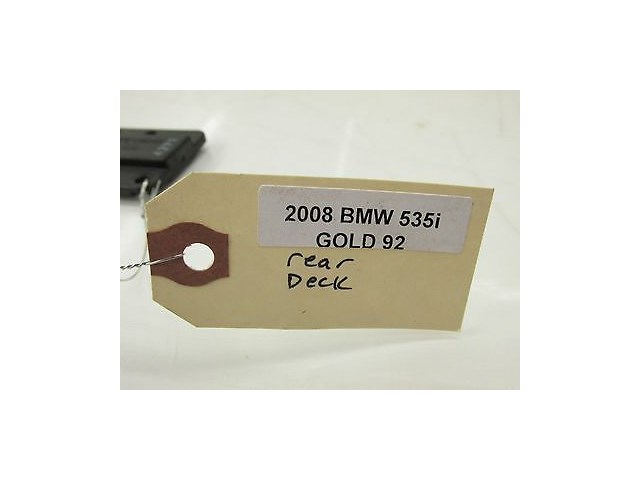 2008 BMW 535i
GOLD 92
rear
Deck